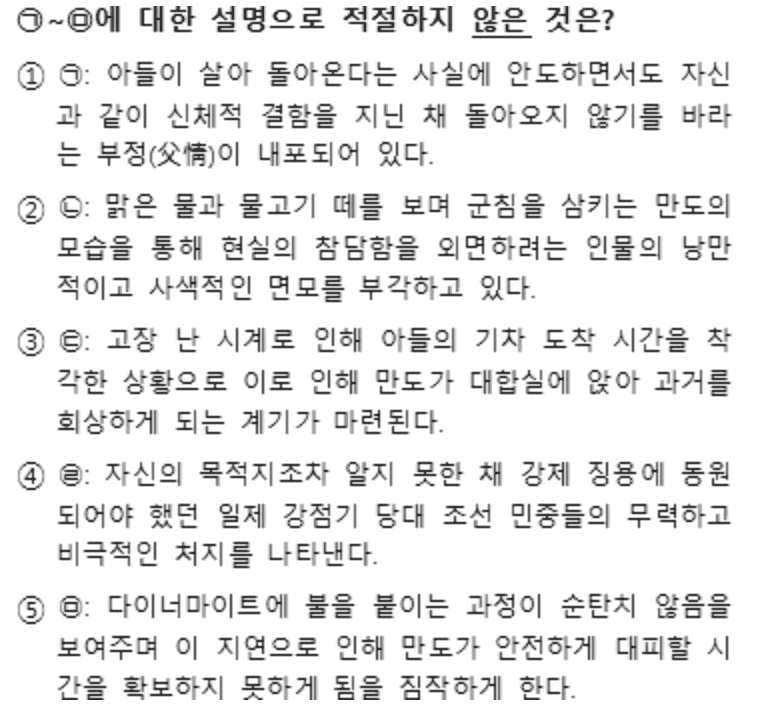 ㉠~㉤에 대한 설명으로 적절하지 않은 것은?
① ㉠: 아들이 살아 돌아온다는 사실에 안도하면서도 자신
과 같이 신체적 결함을 지닌 채 돌아오지 않기를 바라
는 부정(父情)이 내포되어 있다.
② ㉡: 맑은 물과 물고기 떼를 보며 군침을 삼키는 만도의
모습을 통해 현실의 참담함을 외면하려는 인물의 낭만
적이고 사색적인 면모를 부각하고 있다.
③ ㉢: 고장 난 시계로 인해 아들의 기차 도착 시간을 착
각한 상황으로 이로 인해 만도가 대합실에 앉아 과거를
회상하게 되는 계기가 마련된다.
④ ㉣: 자신의 목적지조차 알지 못한 채 강제 징용에 동원
되어야 했던 일제 강점기 당대 조선 민중들의 무력하고
비극적인 처지를 나타낸다.
⑤ ㉤: 다이너마이트에 불을 붙이는 과정이 순탄치 않음을
보여주며 이 지연으로 인해 만도가 안전하게 대피할 시
간을 확보하지 못하게 됨을 짐작하게 한다.